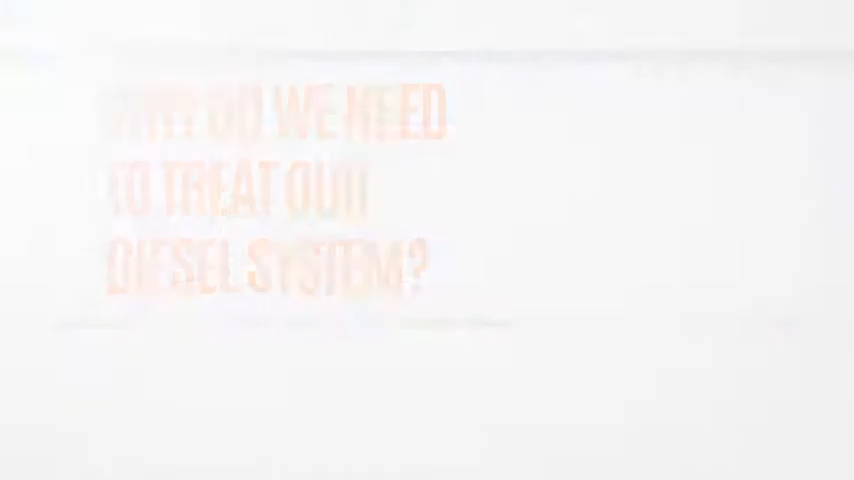 WHY DO WE NEED
TO TREAT OUR
DIESEL SYSTEM?